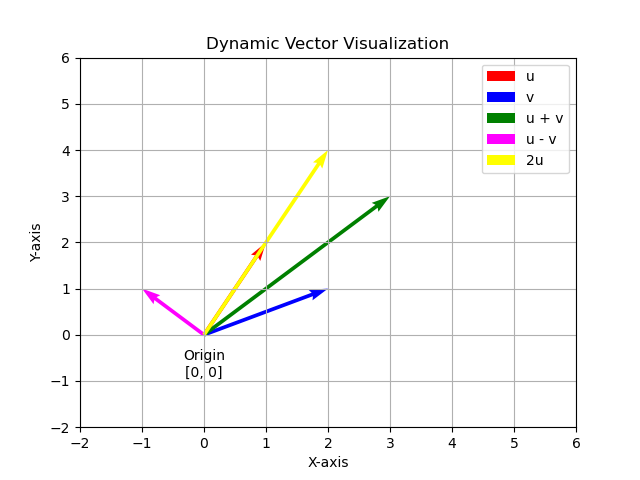 Dynamic Vector Visualization
u
v
u + v
u - v
2u
6
5
4
3
2
1
0
−1
−2
Y-axis
Origin
[0, 0]
−2
−1
0
1
2
3
4
5
6
X-axis